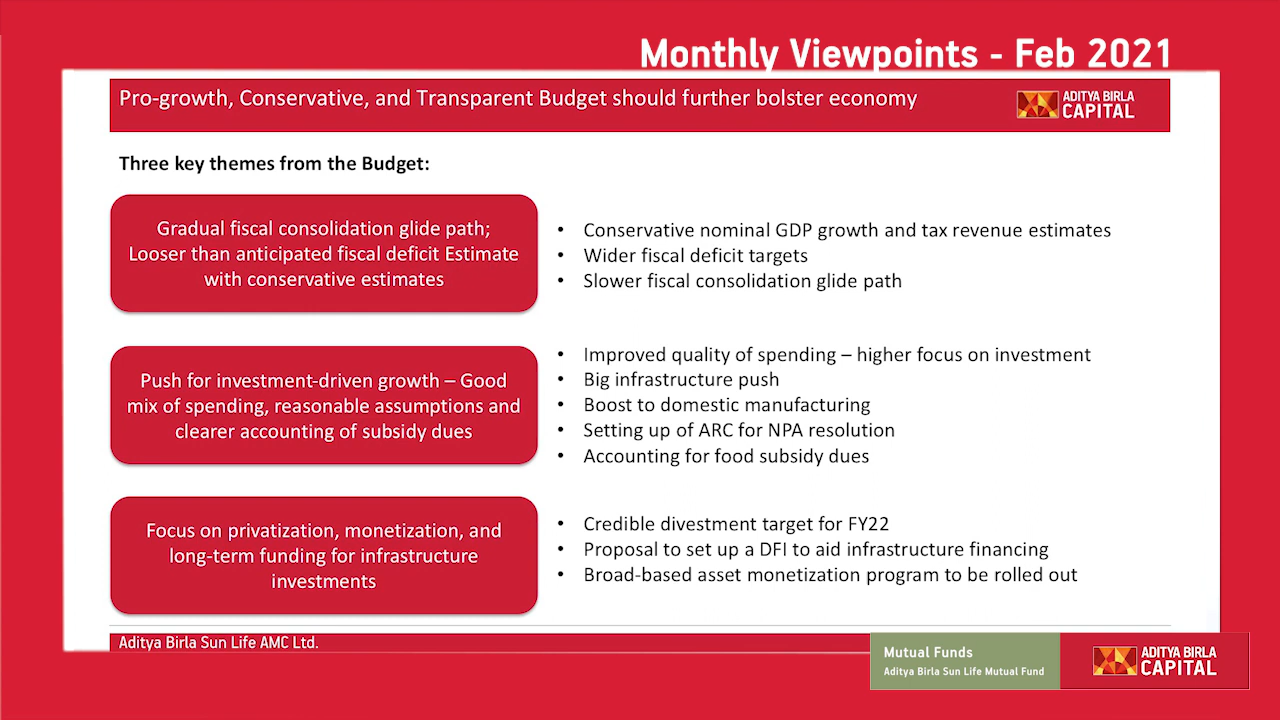 Monthly Viewpoints - Feb 2021
Pro-growth, Conservative, and Transparent Budget should further bolster economy
ADITYA BIRLA
CAPITAL
Three key themes from the Budget:
Gradual fiscal consolidation glide path;
Looser than anticipated fiscal deficit Estimate
with conservative estimates
• Conservative nominal GDP growth and tax revenue estimates
• Wider fiscal deficit targets
• Slower fiscal consolidation glide path
Push for investment-driven growth – Good
mix of spending, reasonable assumptions and
clearer accounting of subsidy dues
• Improved quality of spending – higher focus on investment
• Big infrastructure push
• Boost to domestic manufacturing
• Setting up of ARC for NPA resolution
• Accounting for food subsidy dues
Focus on privatization, monetization, and
long-term funding for infrastructure
investments
• Credible divestment target for FY22
• Proposal to set up a DFI to aid infrastructure financing
• Broad-based asset monetization program to be rolled out
Aditya Birla Sun Life AMC Ltd.
Mutual Funds
Aditya Birla Sun Life Mutual Fund
ADITYA BIRLA
CAPITAL